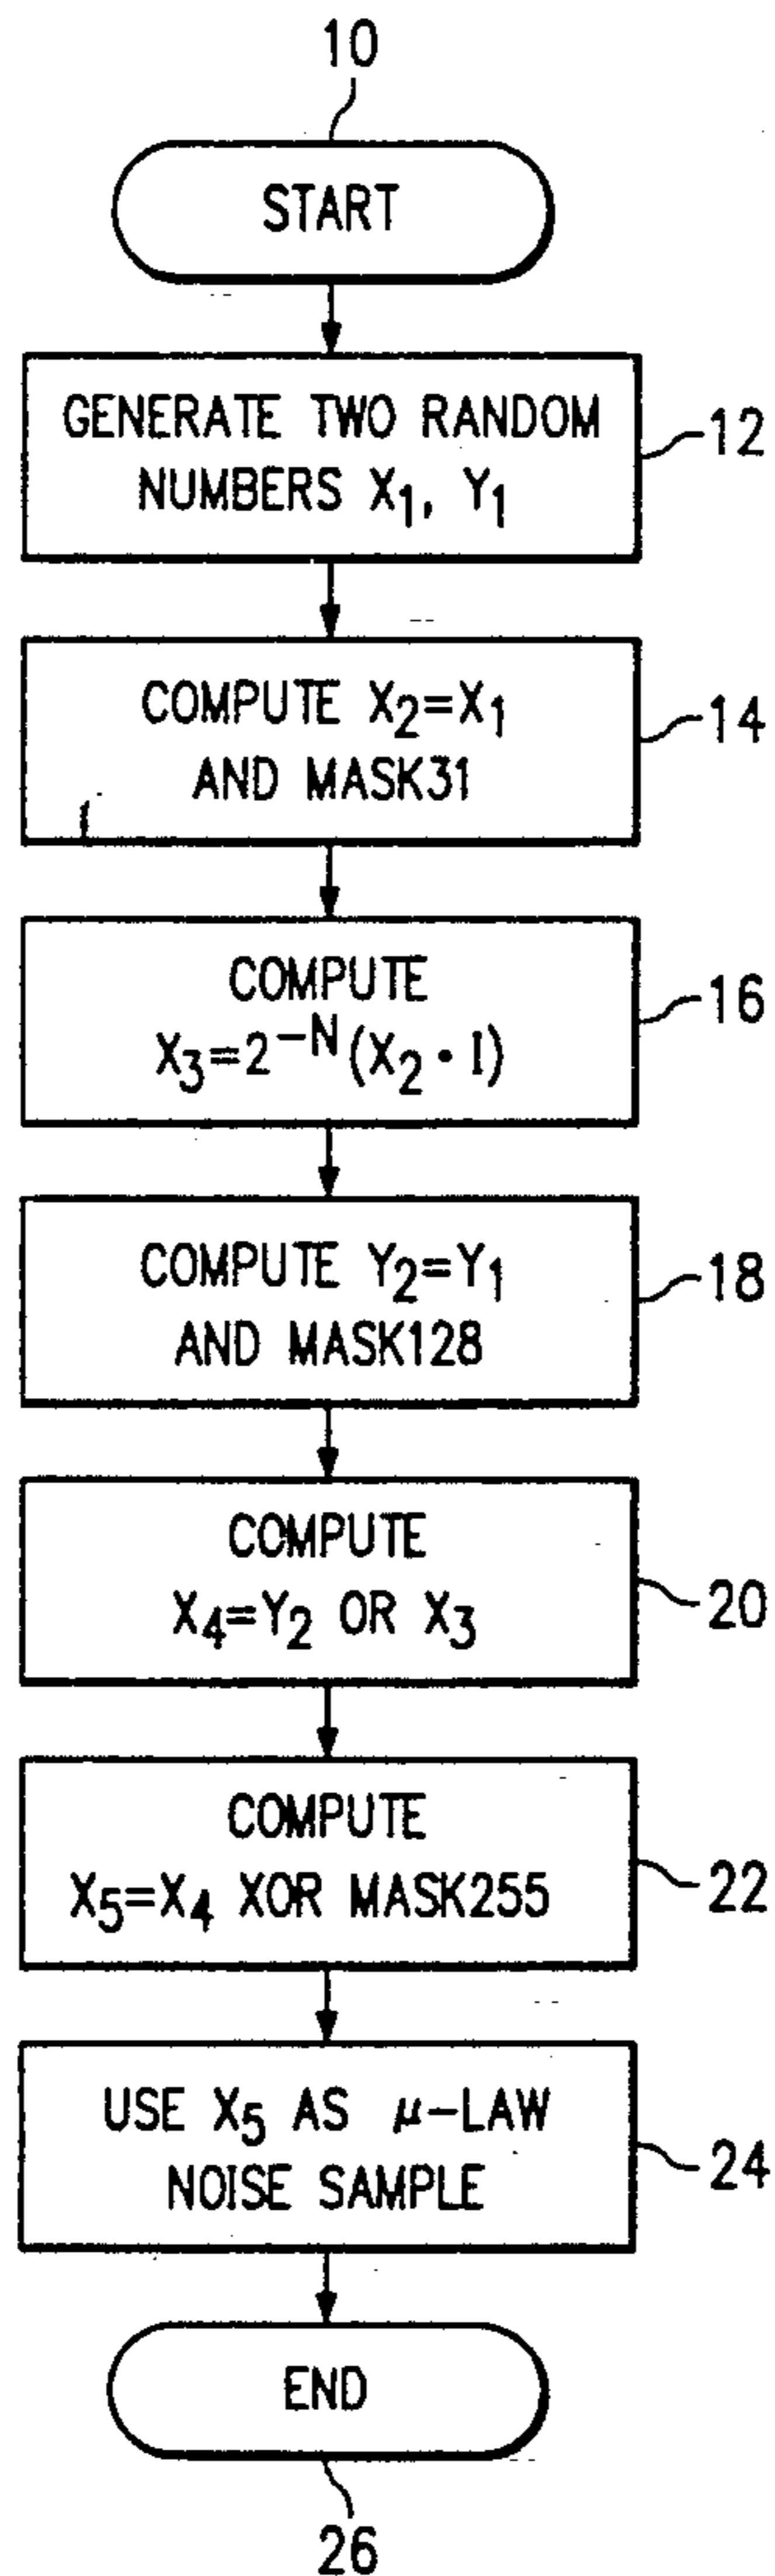 10
START
GENERATE TWO RANDOM
NUMBERS X₁, Y₁
12
COMPUTE X₂=X₁
AND MASK31
14
COMPUTE
X₃=2⁻ᴺ(X₂・I)
16
COMPUTE Y₂=Y₁
AND MASK128
18
COMPUTE
X₄=Y₂ OR X₃
20
COMPUTE
X₅=X₄ XOR MASK255
22
USE X₅ AS μ-LAW
NOISE SAMPLE
24
END
26